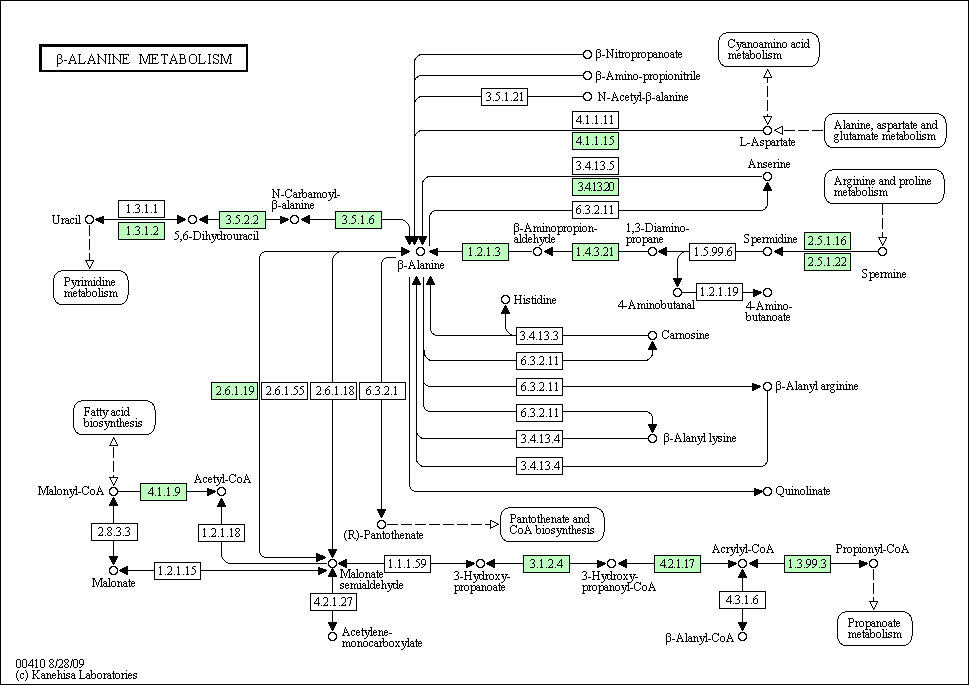 β-ALANINE METABOLISM
β-Nitropropanoate
β-Amino-propionitrile
3.5.1.21
N-Acetyl-β-alanine
Cyanoamino acid
metabolism
4.1.1.11
4.1.1.15
L-Aspartate
Alanine, aspartate and
glutamate metabolism
3.4.13.5
3.4.13.20
6.3.2.11
Anserine
Arginine and proline
metabolism
Uracil
1.3.1.1
1.3.1.2
5,6-Dihydrouracil
3.5.2.2
N-Carbamoyl-
β-alanine
3.5.1.6
β-Alanine
1.2.1.3
β-Aminopropion-
aldehyde
1.4.3.21
1,3-Diamino-
propane
1.5.99.6
Spermidine
2.5.1.16
2.5.1.22
Spermine
Pyrimidine
metabolism
4-Aminobutanal
1.2.1.19
4-Amino-
butanoate
Histidine
3.4.13.3
Carnosine
6.3.2.11
6.3.2.11
β-Alanyl arginine
2.6.1.19
2.6.1.55
2.6.1.18
6.3.2.1
6.3.2.11
3.4.13.4
β-Alanyl lysine
3.4.13.4
Quinolinate
Fatty acid
biosynthesis
Malonyl-CoA
4.1.1.9
Acetyl-CoA
2.8.3.3
1.2.1.18
(R)-Pantothenate
Pantothenate and
CoA biosynthesis
Malonate
1.2.1.15
Malonate
semialdehyde
1.1.1.59
3-Hydroxy-
propanoate
3.1.2.4
3-Hydroxy-
propanoyl-CoA
4.2.1.17
Acrylyl-CoA
1.3.99.3
Propionyl-CoA
4.2.1.27
Acetylene-
monocarboxylate
4.3.1.6
β-Alanyl-CoA
Propanoate
metabolism
00410 8/28/09
(c) Kanehisa Laboratories